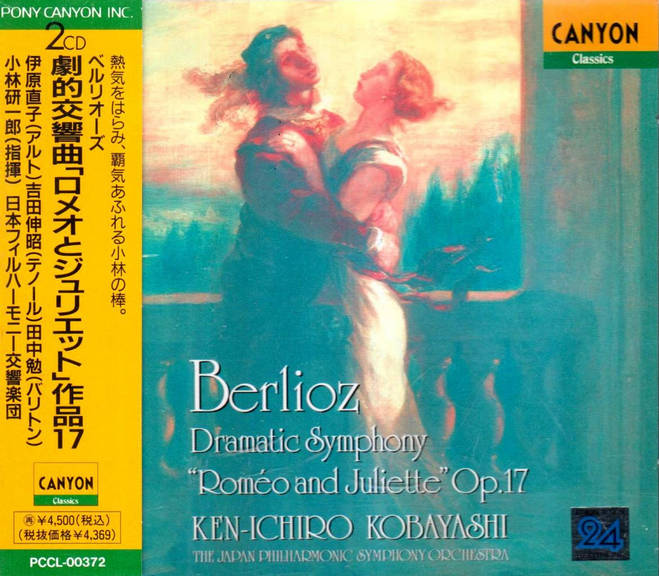 PONY CANYON INC.
2CD
熱気をはらみ、覇気あふれる小林の棒。
ベルリオーズ
劇的交響曲「ロメオとジュリエット」作品17
伊原直子(アルト)吉田伸昭(テノール)田中勉(バリトン)
小林研一郎(指揮) 日本フィルハーモニー交響楽団
CANYON
Classics
再¥4,500(税込)
(税抜価格¥4,369)
PCCL-00372
CANYON
Classics
Berlioz
Dramatic Symphony
“Roméo and Juliette” Op.17
KEN-ICHIRO KOBAYASHI
THE JAPAN PHILHARMONIC SYMPHONY ORCHESTRA
24